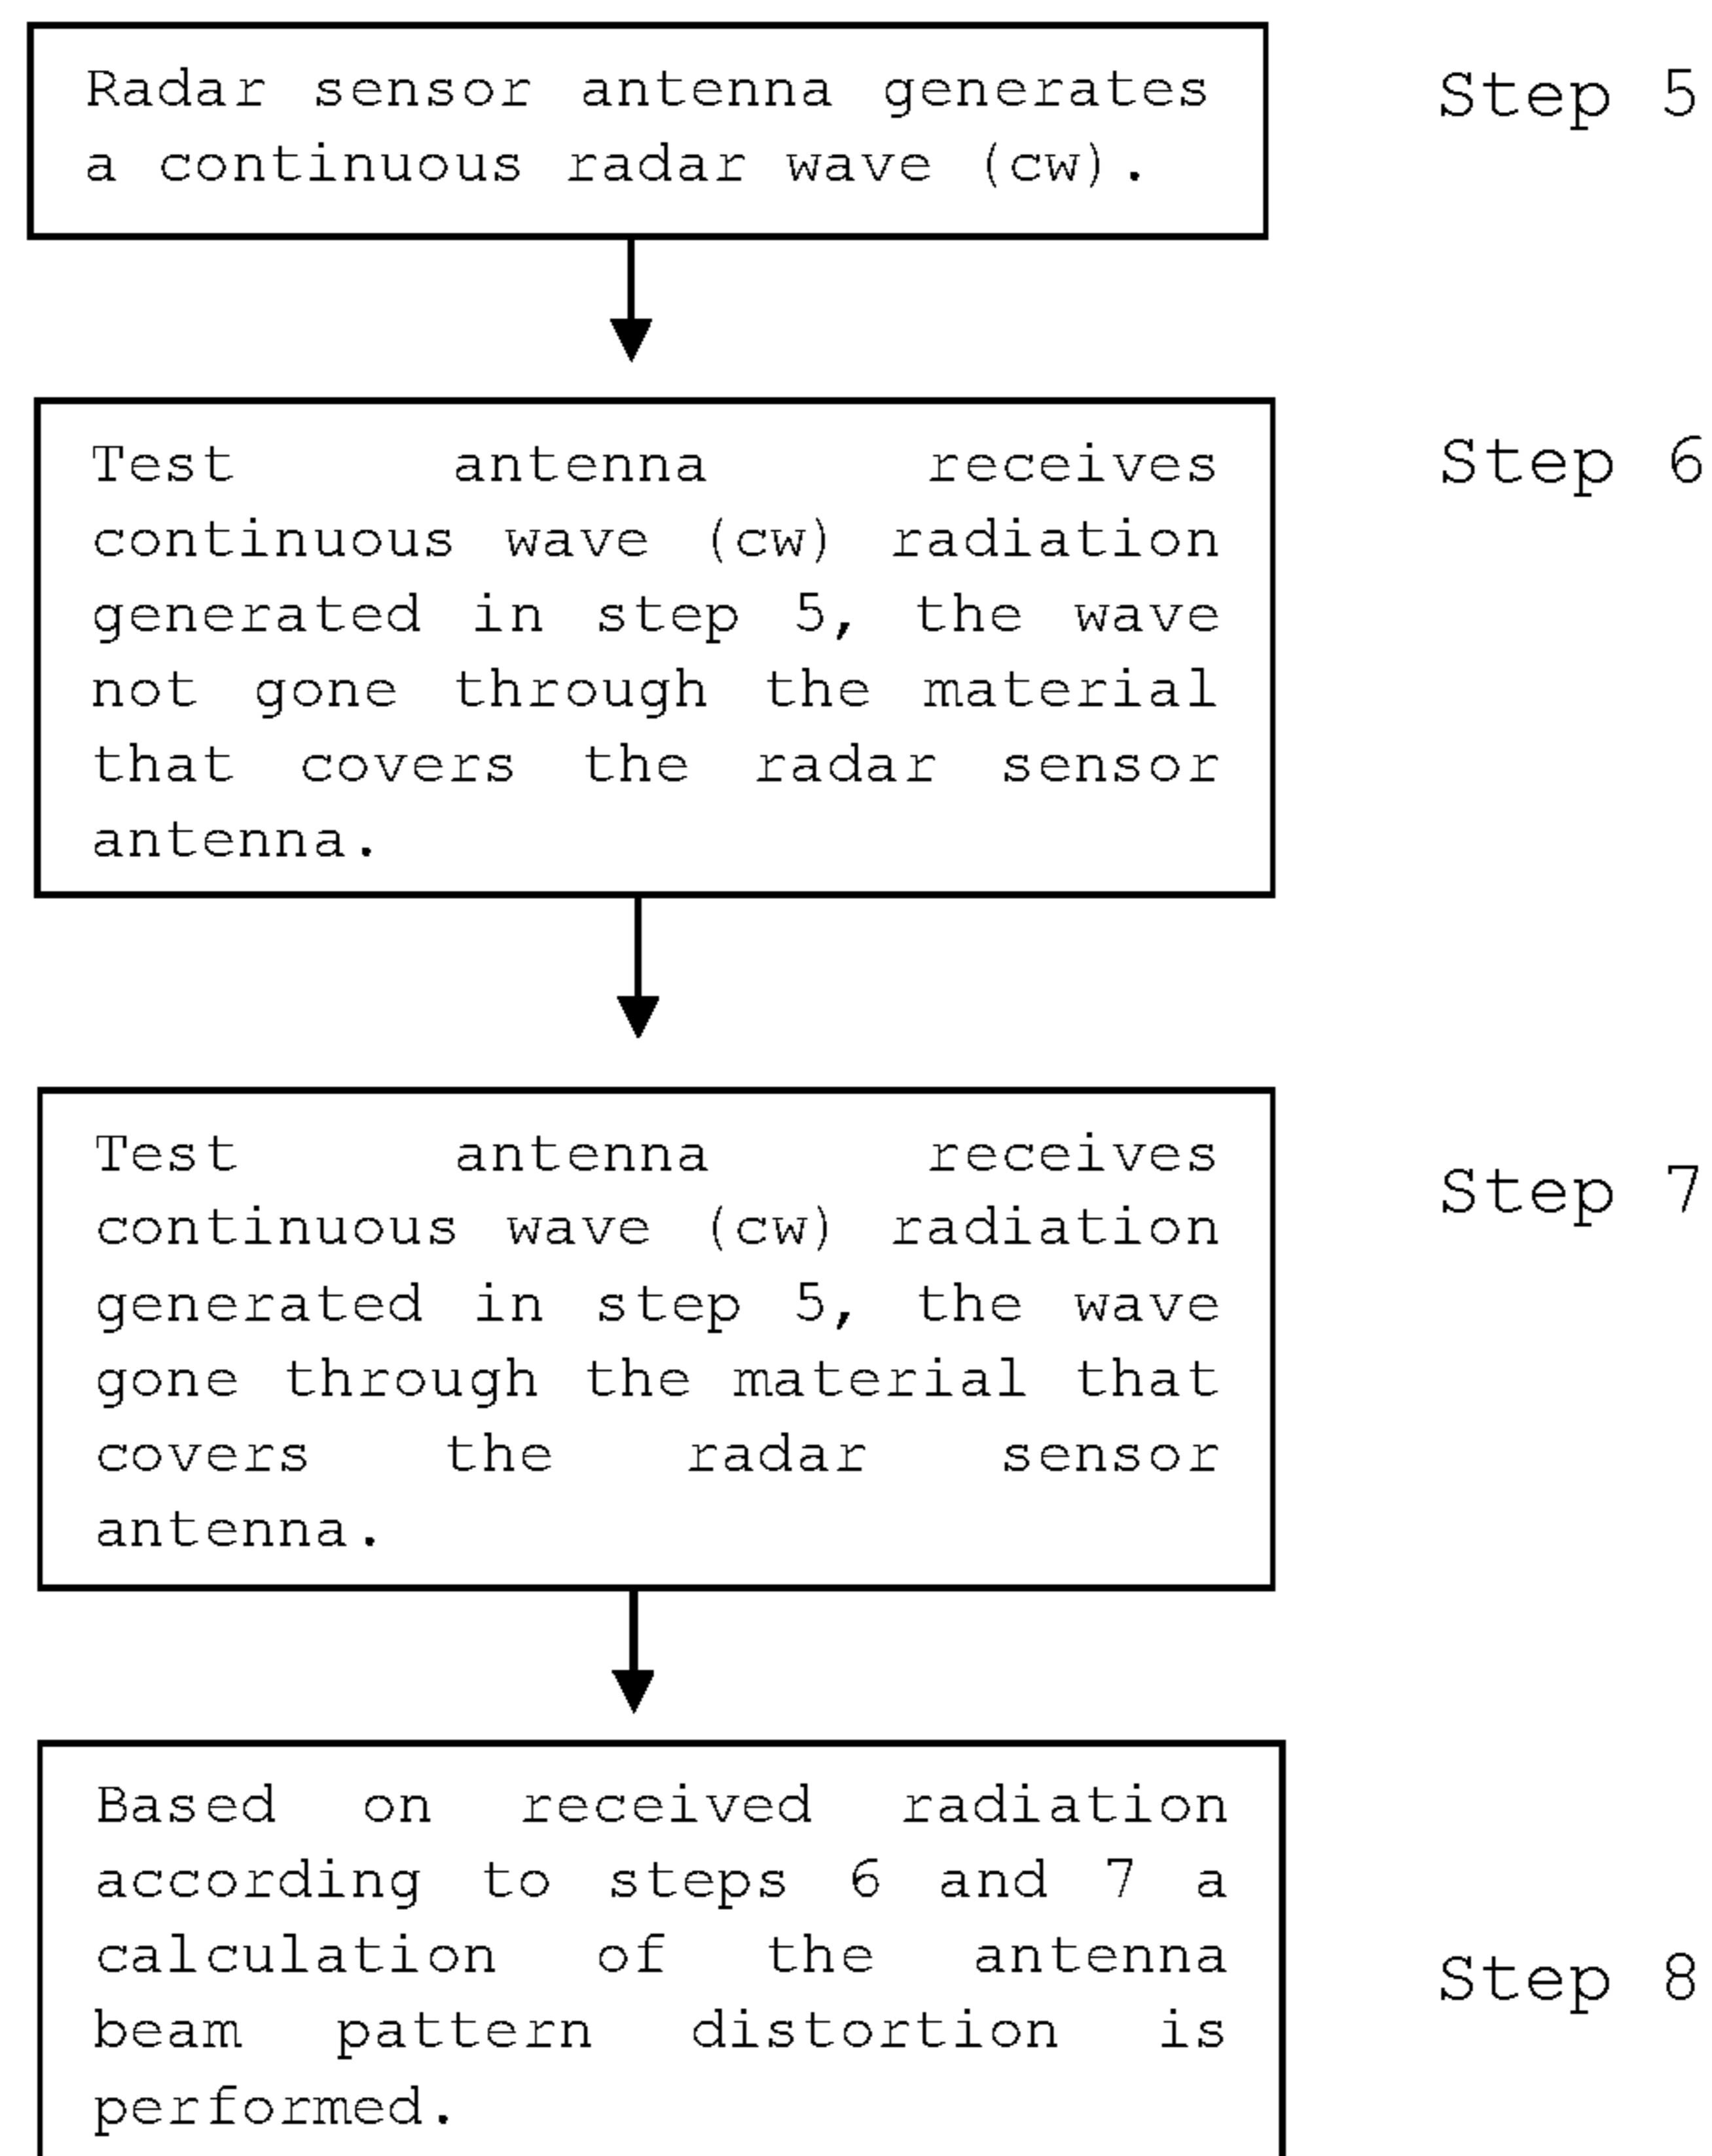 Radar sensor antenna generates
a continuous radar wave (cw).
Step 5
Test antenna receives
continuous wave (cw) radiation
generated in step 5, the wave
not gone through the material
that covers the radar sensor
antenna.
Step 6
Test antenna receives
continuous wave (cw) radiation
generated in step 5, the wave
gone through the material that
covers the radar sensor
antenna.
Step 7
Based on received radiation
according to steps 6 and 7 a
calculation of the antenna
beam pattern distortion is
performed.
Step 8